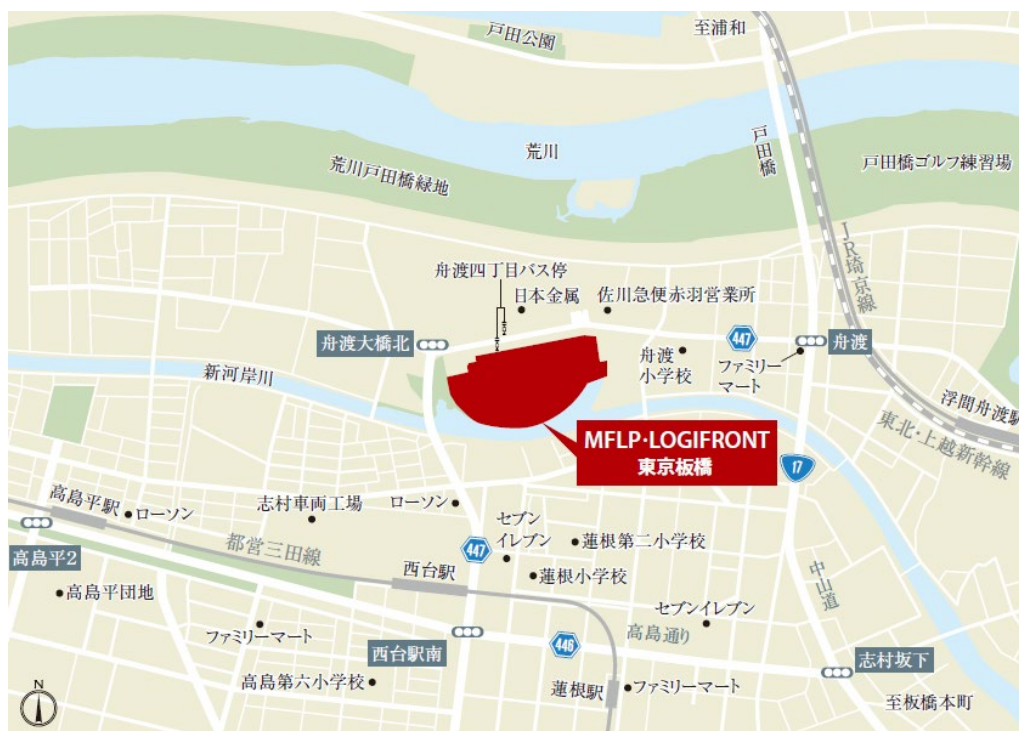 戸田公園
至浦和
荒川
戸田橋
荒川戸田橋緑地
戸田橋ゴルフ練習場
JR埼京線
舟渡四丁目バス停
日本金属
佐川急便赤羽営業所
舟渡大橋北
447
舟渡
舟渡
小学校
ファミリー
マート
新河岸川
浮間舟渡駅
東北・上越新幹線
MFLP・LOGIFRONT
東京板橋
17
高島平駅
ローソン
志村車両工場
ローソン
セブン
イレブン
蓮根第二小学校
都営三田線
447
高島平2
西台駅
蓮根小学校
中山道
高島平団地
セブンイレブン
ファミリーマート
高島通り
西台駅南
446
志村坂下
高島第六小学校
蓮根駅
ファミリーマート
至板橋本町
N